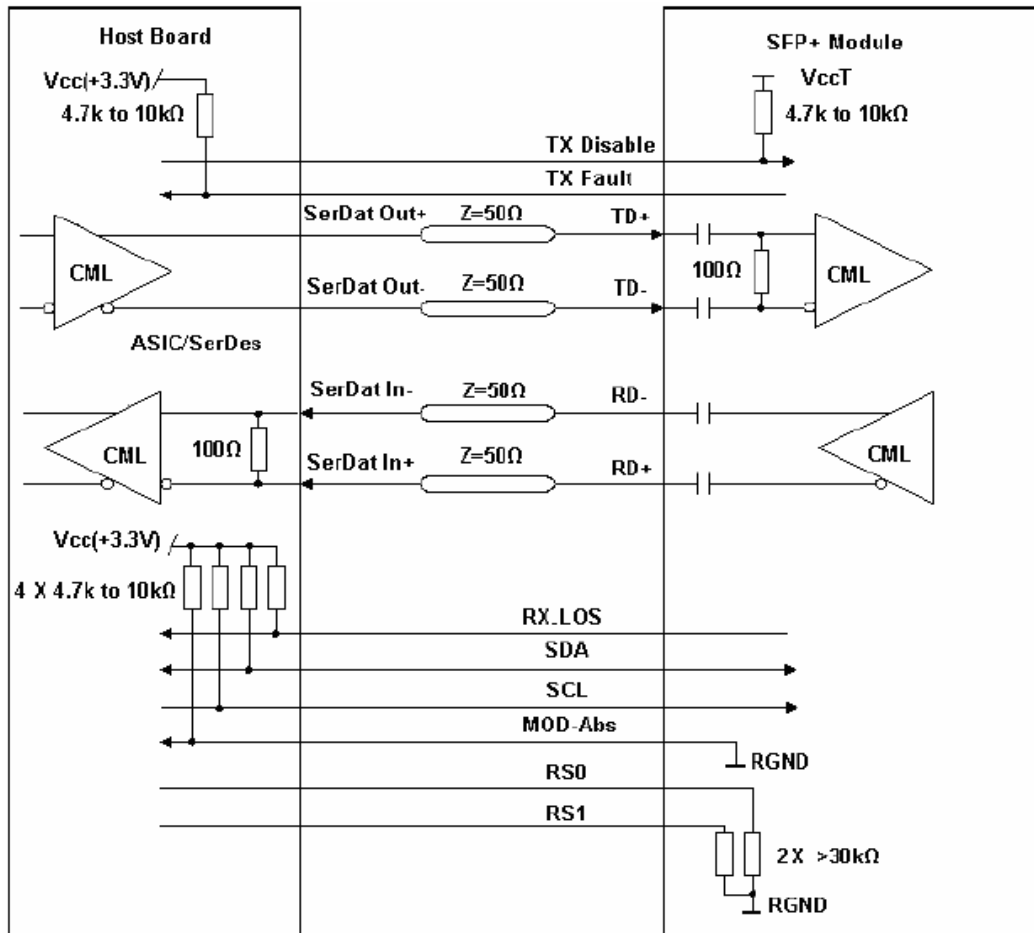 Host Board
SFP+ Module
Vcc(+3.3V)
4.7k to 10kΩ
VccT
4.7k to 10kΩ
TX Disable
TX Fault
SerDat Out+
Z=50Ω
TD+
CML
100Ω
CML
SerDat Out-
Z=50Ω
TD-
ASIC/SerDes
SerDat In-
Z=50Ω
RD-
100Ω
CML
CML
SerDat In+
Z=50Ω
RD+
Vcc(+3.3V)
4 X 4.7k to 10kΩ
RX_LOS
SDA
SCL
MOD-Abs
RGND
RS0
RS1
2X >30kΩ
RGND